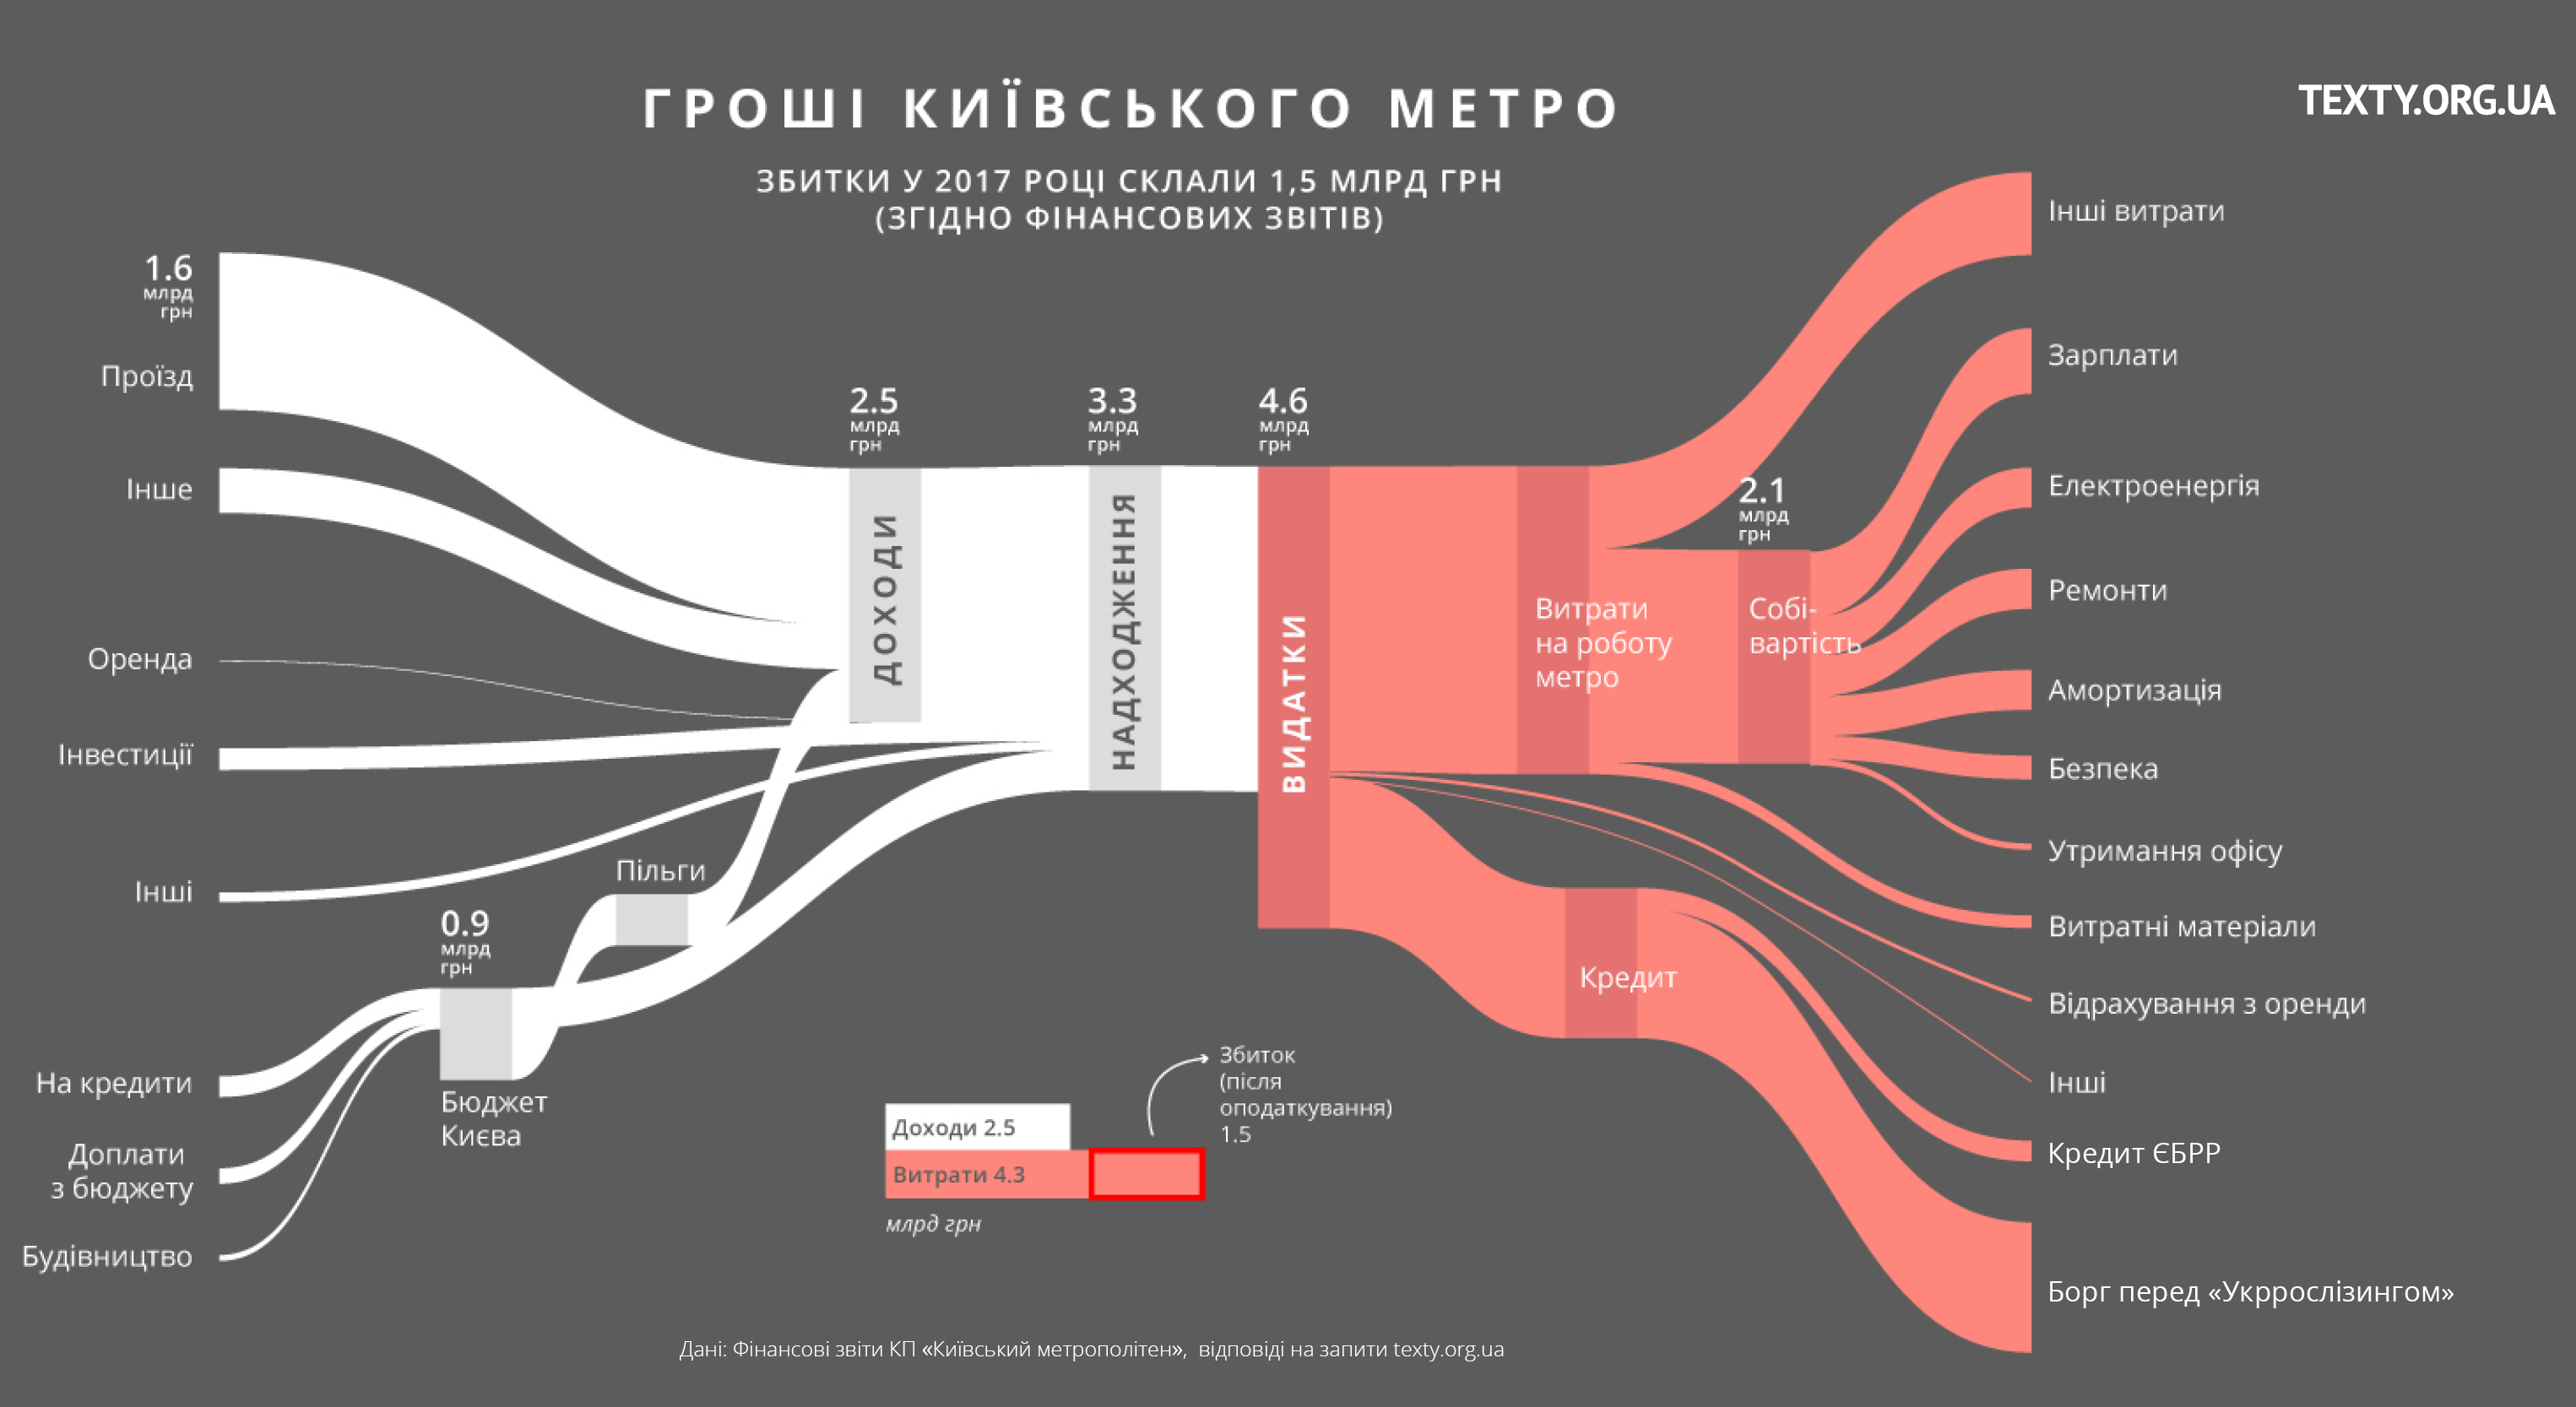 ГРОШІ КИЇВСЬКОГО МЕТРО
TEXTY.ORG.UA
ЗБИТКИ У 2017 РОЦІ СКЛАЛИ 1,5 МЛРД ГРН
(ЗГІДНО ФІНАНСОВИХ ЗВІТІВ)
1.6
млрд
грн
Проїзд
Інше
Оренда
Інвестиції
Інші
0.9
млрд
грн
Пільги
Бюджет
Києва
На кредити
Доплати
з бюджету
Будівництво
2.5
млрд
грн
ДОХОДИ
3.3
млрд
грн
НАДХОДЖЕННЯ
4.6
млрд
грн
ВИДАТКИ
Витрати
на роботу
метро
2.1
млрд
грн
Собі-
вартість
Кредит
Інші витрати
Зарплати
Електроенергія
Ремонти
Амортизація
Безпека
Утримання офісу
Витратні матеріали
Відрахування з оренди
Інші
Кредит ЄБРР
Борг перед «Укррослізингом»
Збиток
(після
оподаткування)
1.5
Доходи 2.5
Витрати 4.3
млрд грн
Дані: Фінансові звіти КП «Київський метрополітен», відповіді на запити texty.org.ua